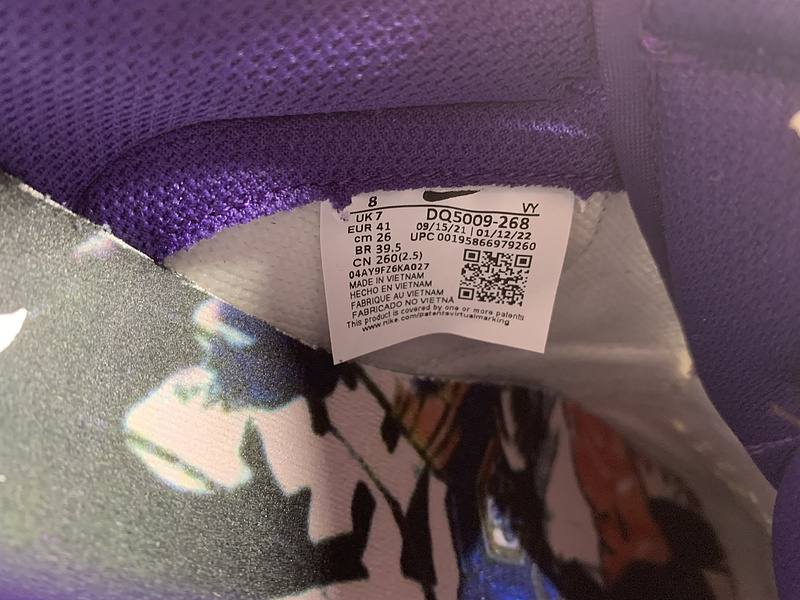 8
VY
UK 7
DQ5009-268
EUR 41
09/15/21 | 01/12/22
cm 26
UPC 00195866979260
BR 39.5
CN 260(2.5)
04AY9FZ6KA027
MADE IN VIETNAM
HECHO EN VIETNAM
FABRIQUE AU VIETNAM
FABRICADO NO VIETNÃ
This product is covered by one or more patents
www.nike.com/patentsvirtualmarking